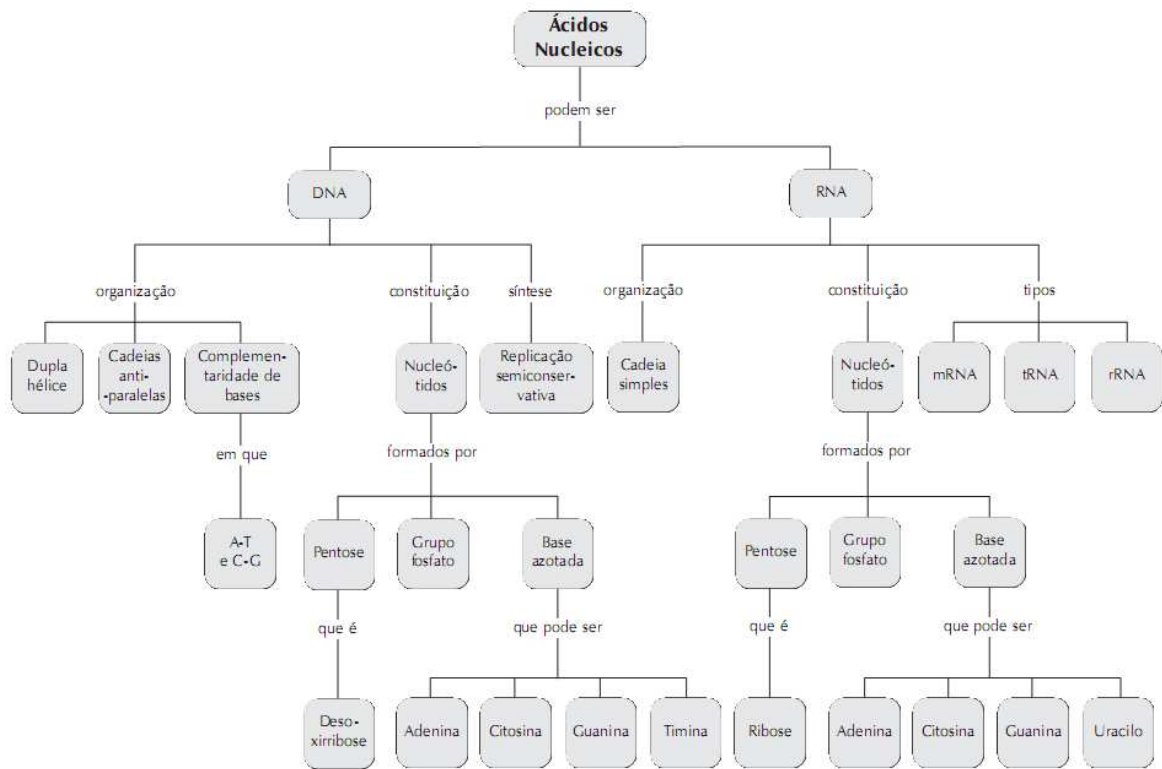 Ácidos
Nucleicos
podem ser
DNA
RNA
organização
constituição
síntese
organização
constituição
tipos
Dupla
hélice
Cadeias
anti-
-paralelas
Complemen-
taridade de
bases
Nucleó-
tidos
Replicação
semiconser-
vativa
Cadeia
simples
Nucleó-
tidos
mRNA
tRNA
rRNA
em que
formados por
formados por
A-T
e C-G
Pentose
Grupo
fosfato
Base
azotada
Pentose
Grupo
fosfato
Base
azotada
que é
que pode ser
que é
que pode ser
Deso-
xirribose
Adenina
Citosina
Guanina
Timina
Ribose
Adenina
Citosina
Guanina
Uracilo